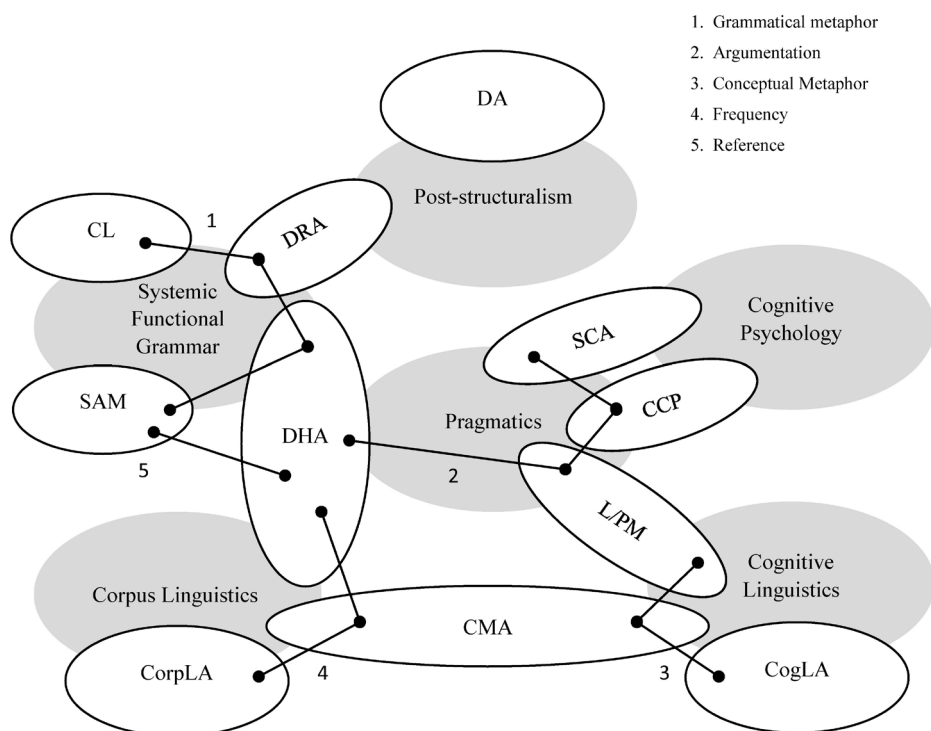 1. Grammatical metaphor
2. Argumentation
3. Conceptual Metaphor
4. Frequency
5. Reference
DA
Post-structuralism
CL
1
DRA
Systemic
Functional
Grammar
SCA
Cognitive
Psychology
SAM
CCP
Pragmatics
DHA
5
2
L/PM
Corpus Linguistics
Cognitive
Linguistics
CMA
CorpLA
4
3
CogLA